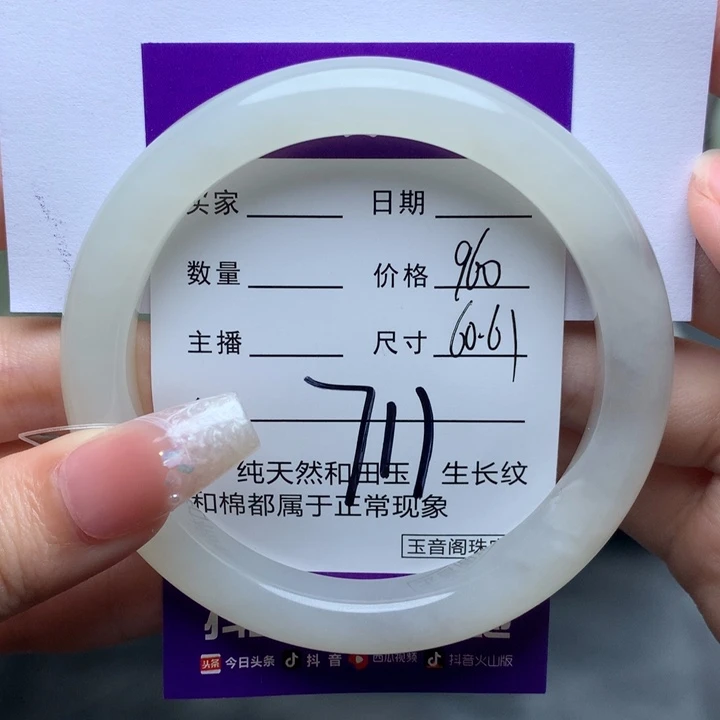 买家 日期
数量 价格 960
主播 尺寸 60-61
711
纯天然和田玉 生长纹
和棉都属于正常现象
玉音阁珠
头条 今日头条 抖音 西瓜视频 抖音火山版